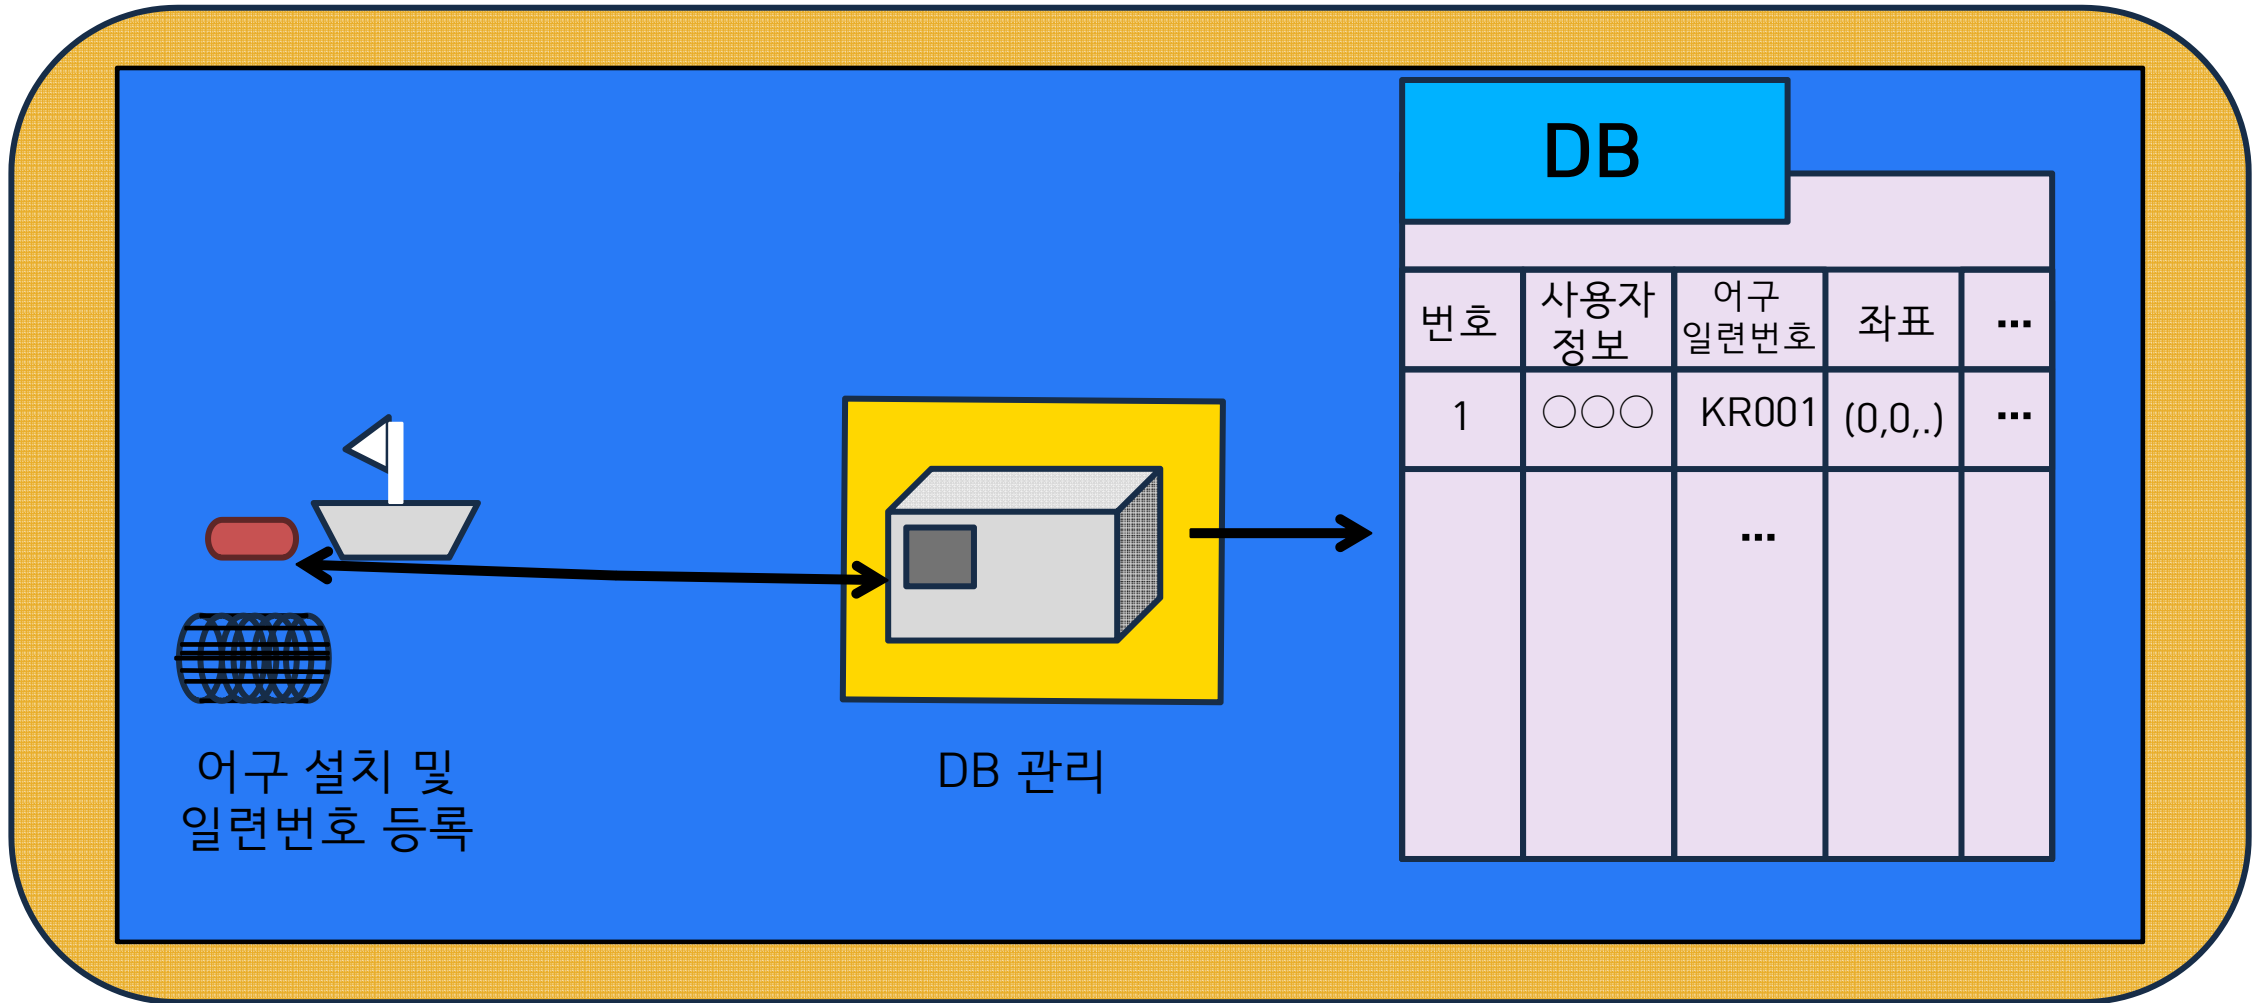 DB
번호 사용자 정보 어구 일련번호 좌표 ...
1 ○○○ KR001 (0,0,.) ...
...
어구 설치 및
일련번호 등록
DB 관리